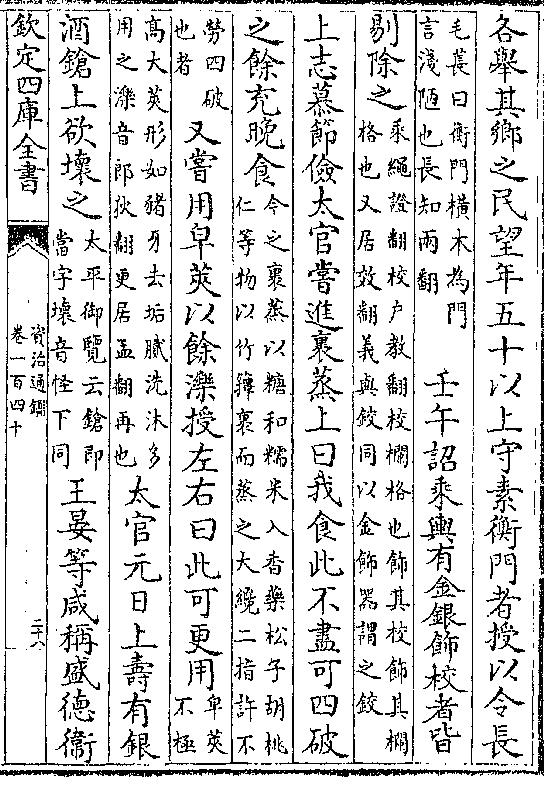 各舉其鄉之民望年五十以上守素衡門者授以令長
毛萇曰衡門橫木為門
言淺陋也長知兩翻
壬午詔乘輿有金銀飾校者皆
剔除之
乘繩證翻校户教翻校欄格也飾其校飾其欄
格也又居效翻義與鉸同以金飾器謂之鉸
上志慕節儉太官嘗進裹蒸上曰我食此不盡可四破
之餘充晚食
今之裹蒸以糖和糯米入香藥松子胡桃
仁等物以竹籜裹而蒸之大纔二指許不
勞四破
也者
又嘗用皁莢以餘濼授左右曰此可更用
皁莢
不極
高大莢形如豬牙去垢膩洗沐多
用之濼音郎狄翻更居孟翻再也
太官元日上壽有銀
酒鎗上欲壞之
太平御覽云鎗即
當字壞音怪下同
王晏等咸稱盛德衞
欽定四庫全書
資治通鑑
卷一百四十
二十六